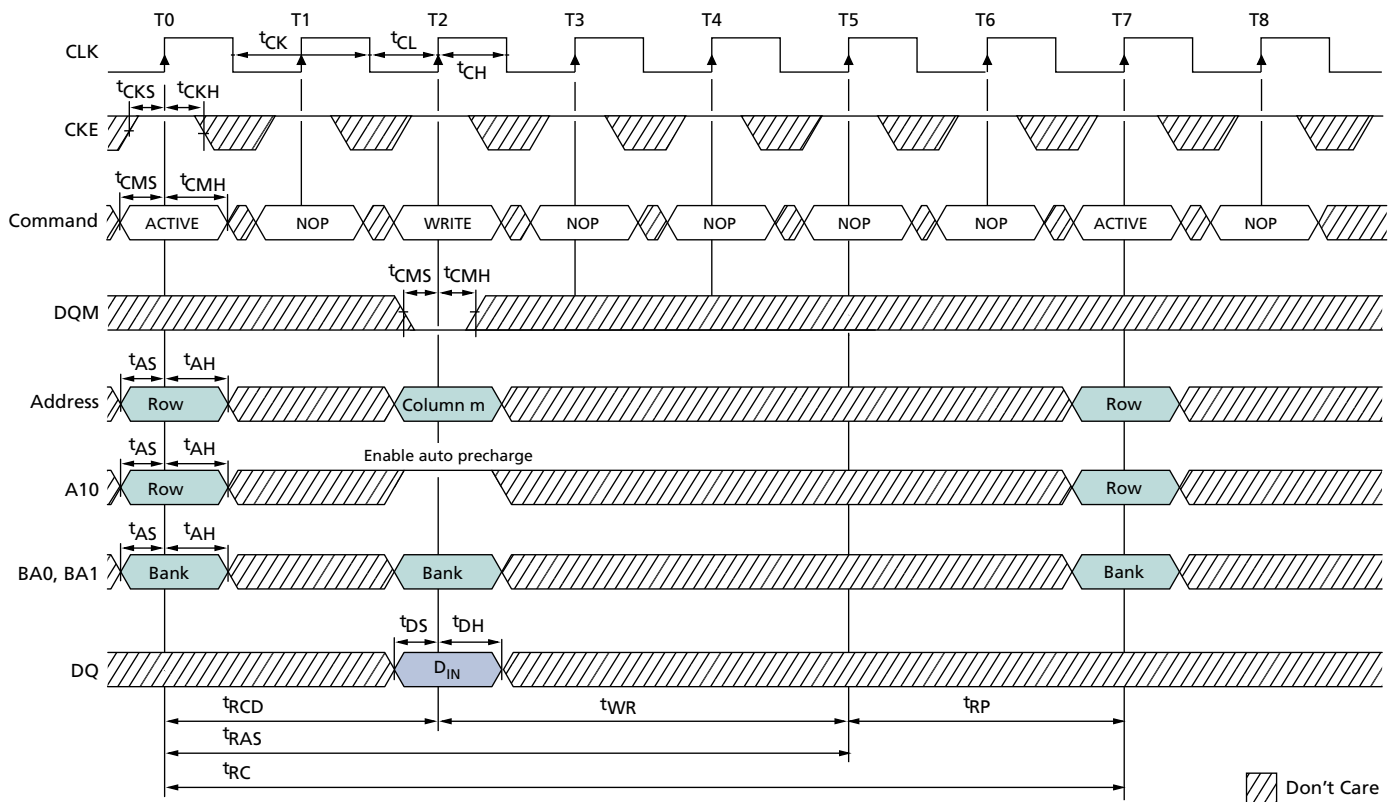 T0 T1 T2 T3 T4 T5 T6 T7 T8
CLK tCK tCL tCH
tCKS tCKH
CKE
tCMS tCMH
Command ACTIVE NOP WRITE NOP NOP NOP NOP ACTIVE NOP
tCMS tCMH
DQM
tAS tAH
Address Row Column m Row
tAS tAH Enable auto precharge
A10 Row Row
tAS tAH
BA0, BA1 Bank Bank Bank
tDS tDH
DQ DIN
tRCD tWR tRP
tRAS
tRC
Don't Care